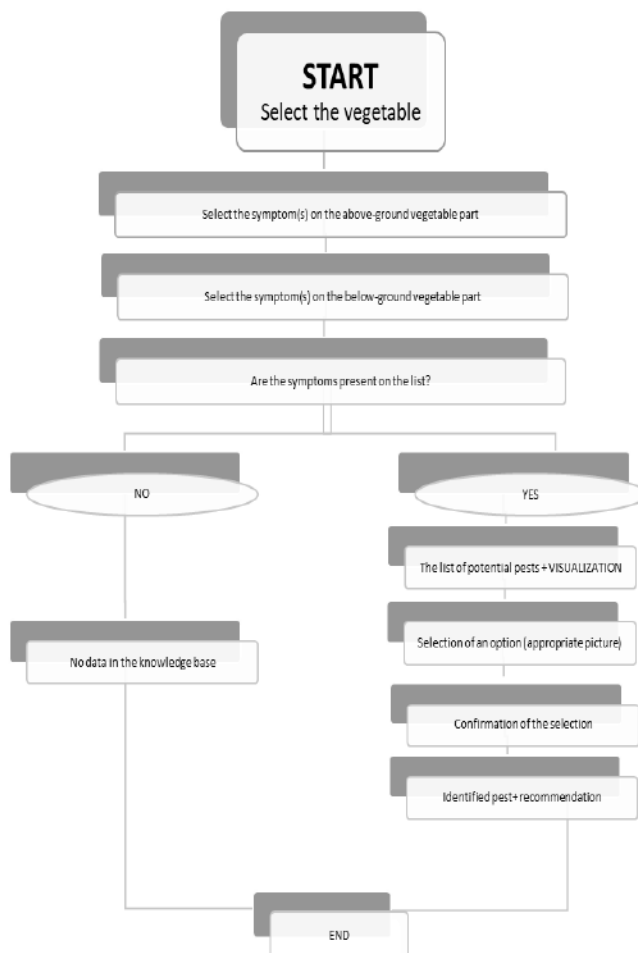 START
Select the vegetable
Select the symptom(s) on the above-ground vegetable part
Select the symptom(s) on the below-ground vegetable part
Are the symptoms present on the list?
NO
YES
The list of potential pests + VISUALIZATION
Selection of an option (appropriate picture)
No data in the knowledge base
Confirmation of the selection
Identified pest+ recommendation
END